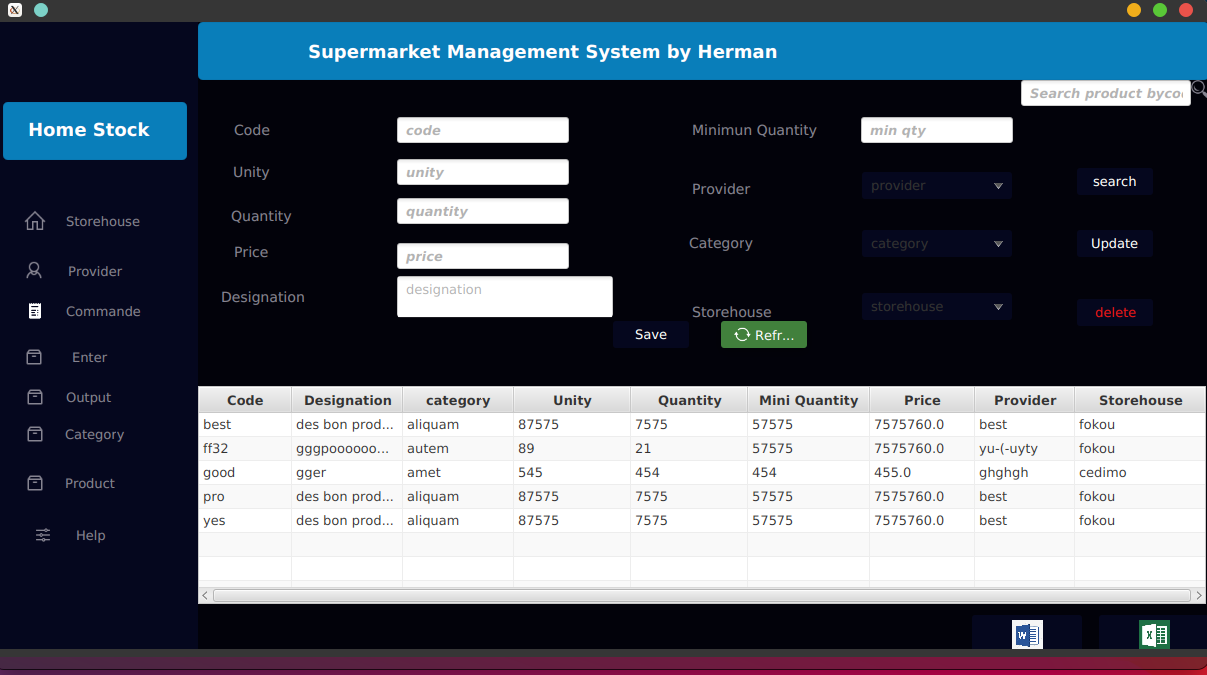 Supermarket Management System by Herman
Search product byco
Home Stock
Storehouse
Provider
Commande
Enter
Output
Category
Product
Help
Code
code
Minimun Quantity
min qty
Unity
unity
Provider
provider
search
Quantity
quantity
Category
category
Update
Price
price
Designation
designation
Storehouse
storehouse
delete
Save
Refr...
Code Designation category Unity Quantity Mini Quantity Price Provider Storehouse
best des bon prod... aliquam 87575 7575 57575 7575760.0 best fokou
ff32 gggpoooooo... autem 89 21 57575 7575760.0 yu-(-uyty fokou
good gger amet 545 454 454 455.0 ghghgh cedimo
pro des bon prod... aliquam 87575 7575 57575 7575760.0 best fokou
yes des bon prod... aliquam 87575 7575 57575 7575760.0 best fokou
W
X